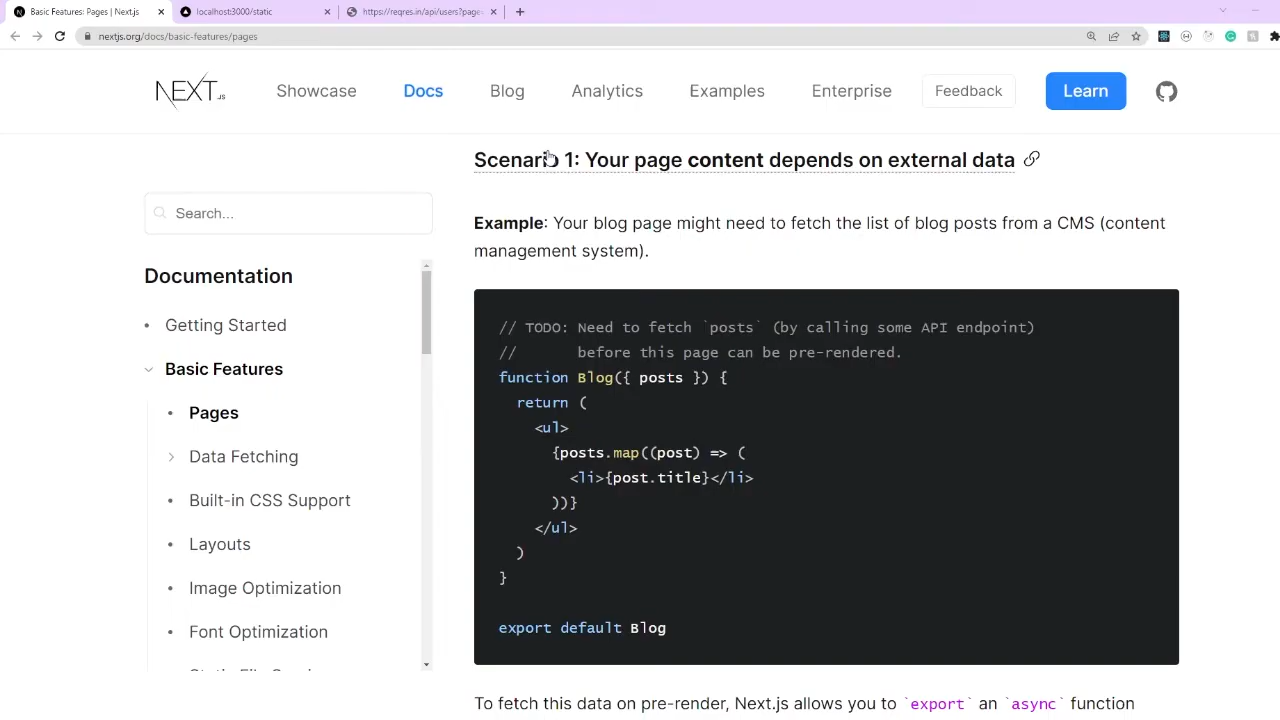 Basic Features: Pages | Next.js
localhost:3000/static
https://reqres.in/api/users?page=
nextjs.org/docs/basic-features/pages
NEXT.JS
Showcase
Docs
Blog
Analytics
Examples
Enterprise
Feedback
Learn
Search...
Documentation
Getting Started
Basic Features
Pages
Data Fetching
Built-in CSS Support
Layouts
Image Optimization
Font Optimization
Scenario 1: Your page content depends on external data
Example: Your blog page might need to fetch the list of blog posts from a CMS (content
management system).
// TODO: Need to fetch `posts` (by calling some API endpoint)
//       before this page can be pre-rendered.
function Blog({ posts }) {
  return (
    <ul>
      {posts.map((post) => (
        <li>{post.title}</li>
      ))}
    </ul>
  )
}
export default Blog
To fetch this data on pre-render, Next.js allows you to `export` an `async` function